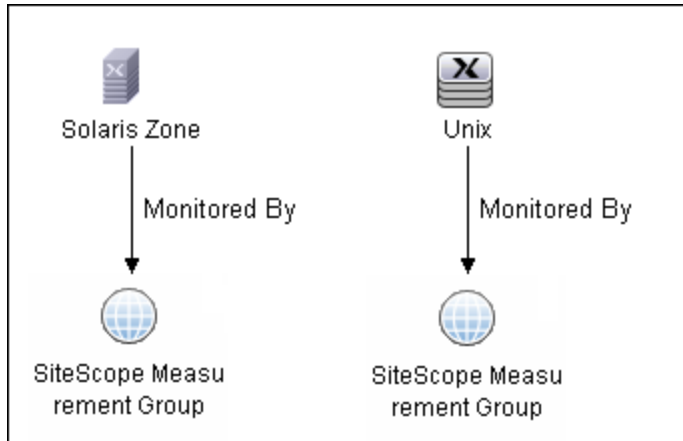 Solaris Zone
Unix
Monitored By
Monitored By
SiteScope Measu
rement Group
SiteScope Measu
rement Group